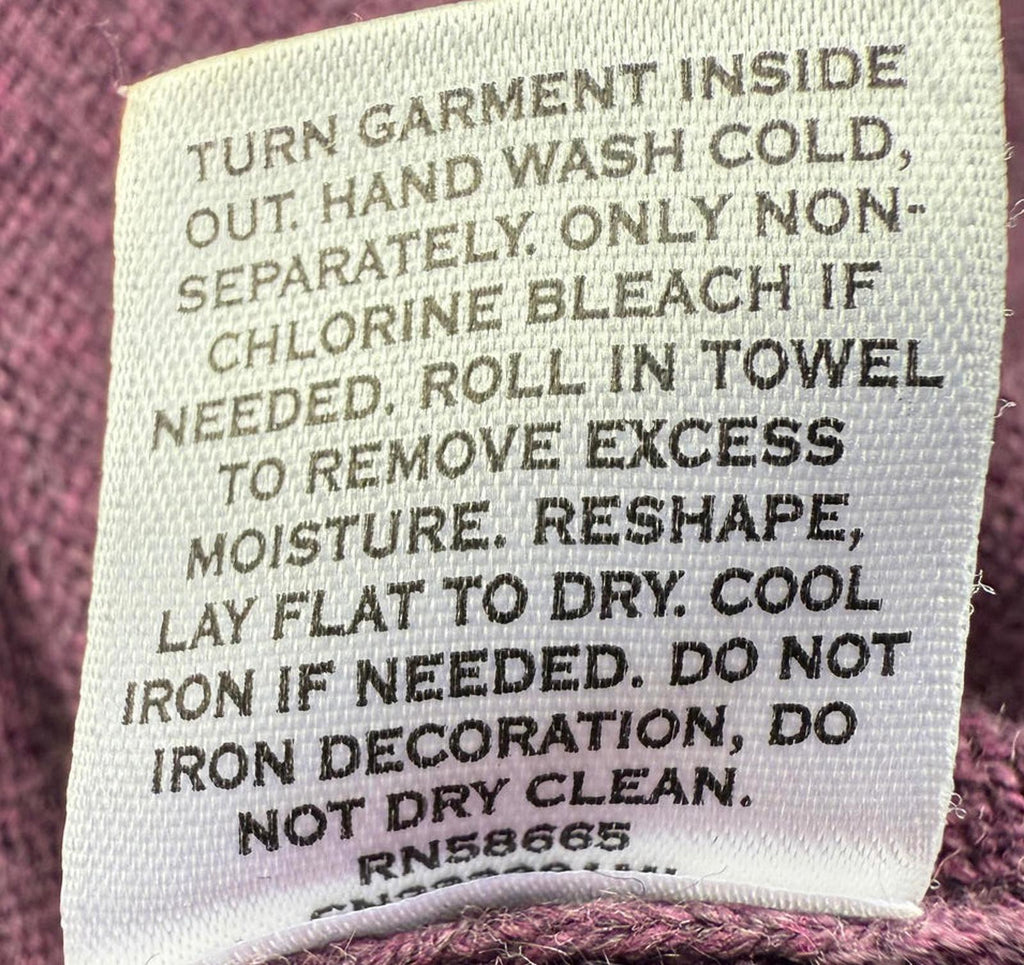 TURN GARMENT INSIDE
OUT. HAND WASH COLD,
SEPARATELY. ONLY NON-
CHLORINE BLEACH IF
NEEDED. ROLL IN TOWEL
TO REMOVE EXCESS
MOISTURE. RESHAPE,
LAY FLAT TO DRY. COOL
IRON IF NEEDED. DO NOT
IRON DECORATION, DO
NOT DRY CLEAN.
RN58665